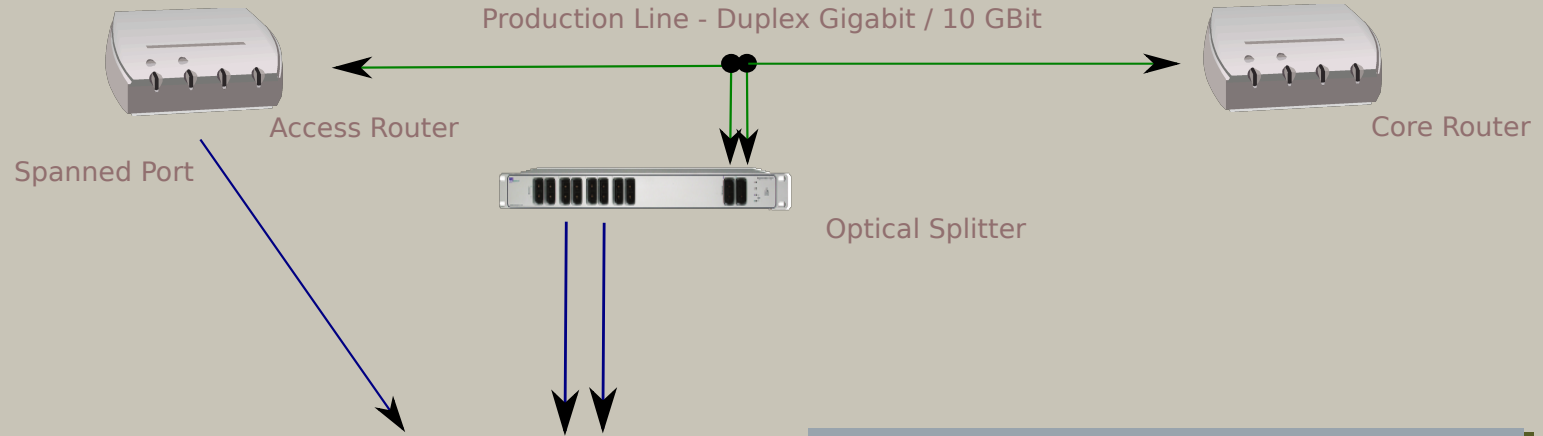 Production Line - Duplex Gigabit / 10 GBit
Access Router
Core Router
Spanned Port
Optical Splitter